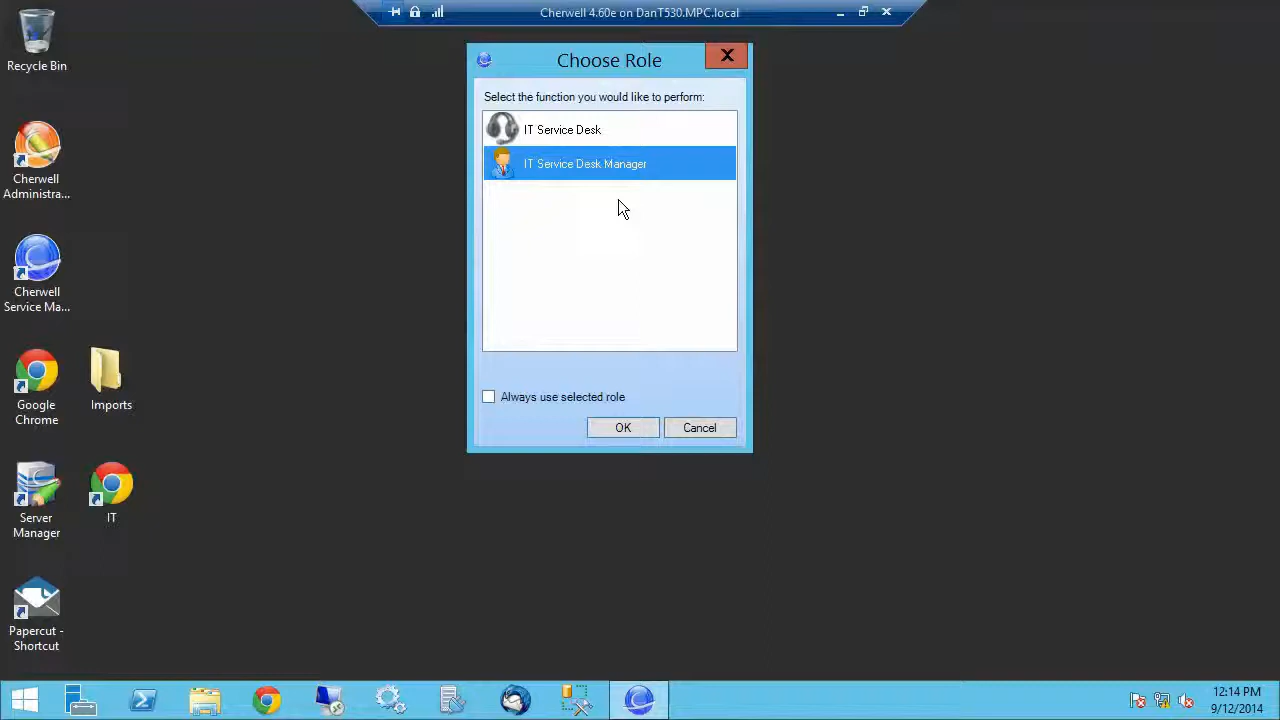 Cherwell 4.60e on DanT530.MPC.local
Recycle Bin
Choose Role
Select the function you would like to perform:
IT Service Desk
IT Service Desk Manager
Cherwell
Administra...
Cherwell
Service Ma...
Google
Chrome
Imports
Always use selected role
OK
Cancel
Server
Manager
IT
Papercut -
Shortcut
12:14 PM
9/12/2014